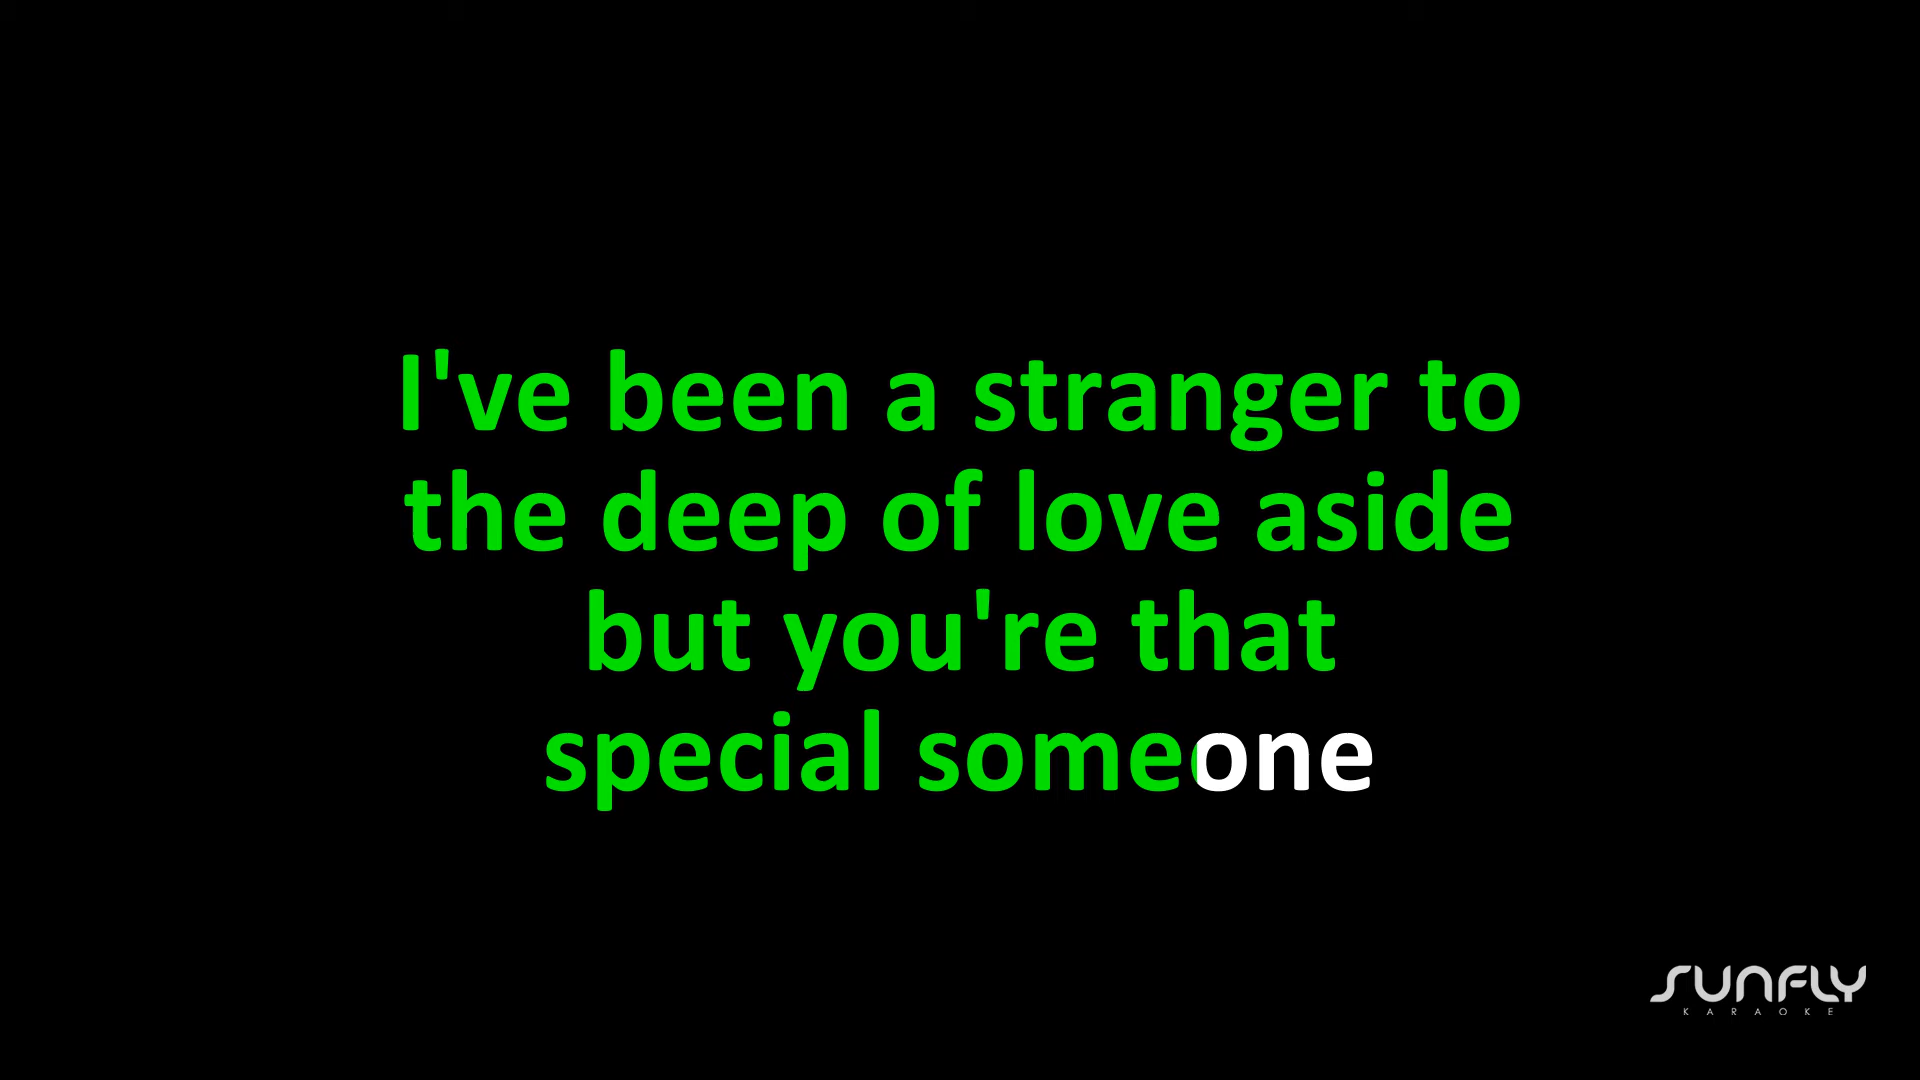 I've been a stranger to
the deep of love aside
but you're that
special someone
SUNFLY
KARAOKE